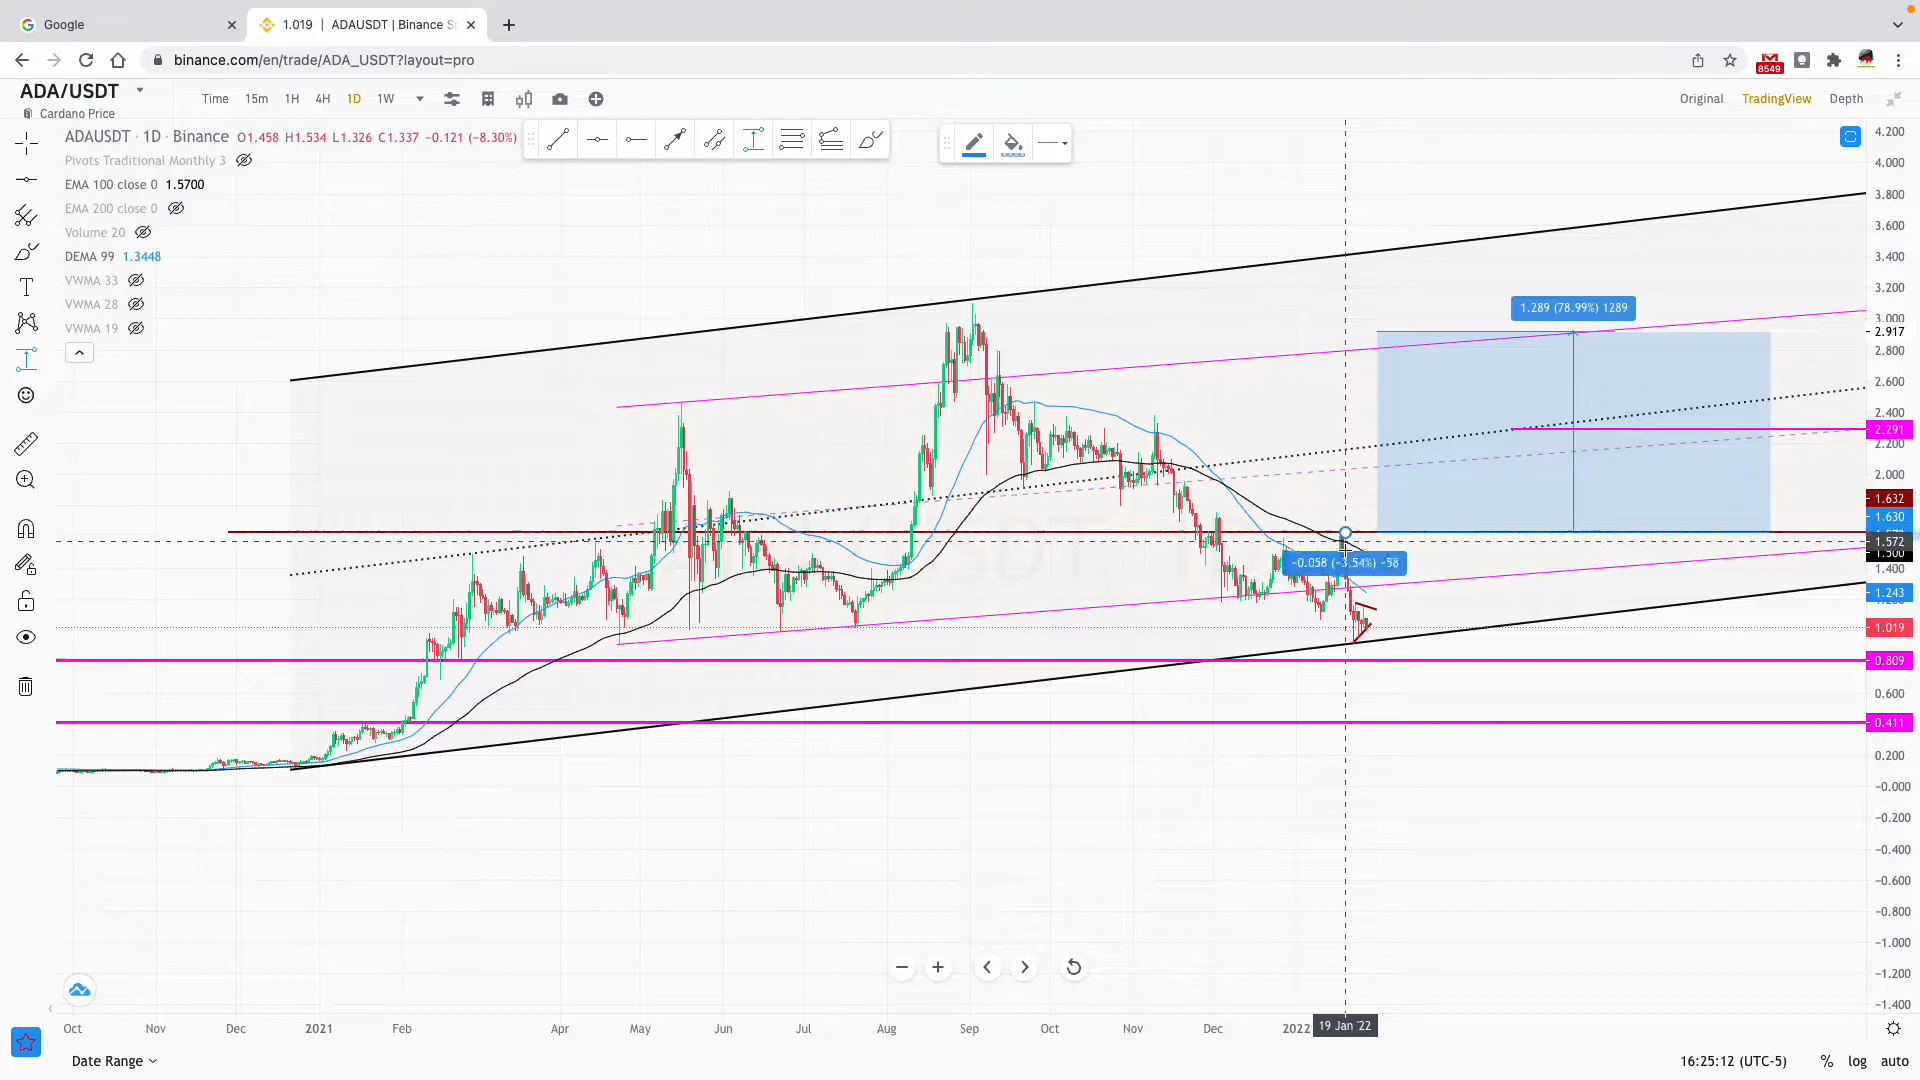 Google
1.019 | ADAUSDT | Binance S
binance.com/en/trade/ADA_USDT?layout=pro
8549
ADA/USDT
Cardano Price
Time 15m 1H 4H 1D 1W
Original TradingView Depth
ADAUSDT · 1D · Binance O1.458 H1.534 L1.326 C1.337 −0.121 (−8.30%)
Pivots Traditional Monthly 3
EMA 100 close 0 1.5700
EMA 200 close 0
Volume 20
DEMA 99 1.3448
VWMA 33
VWMA 28
VWMA 19
1.289 (78.99%) 1289
−0.058 (−3.54%) −58
4.200
4.000
3.800
3.600
3.400
3.200
3.000
2.917
2.800
2.600
2.400
2.291
2.200
2.000
1.632
1.630
1.572
1.400
1.243
1.019
0.809
0.600
0.411
0.200
−0.000
−0.200
−0.400
−0.600
−0.800
−1.000
−1.200
−1.400
Oct Nov Dec 2021 Feb Apr May Jun Jul Aug Sep Oct Nov Dec 2022 19 Jan '22
Date Range
16:25:12 (UTC-5) % log auto